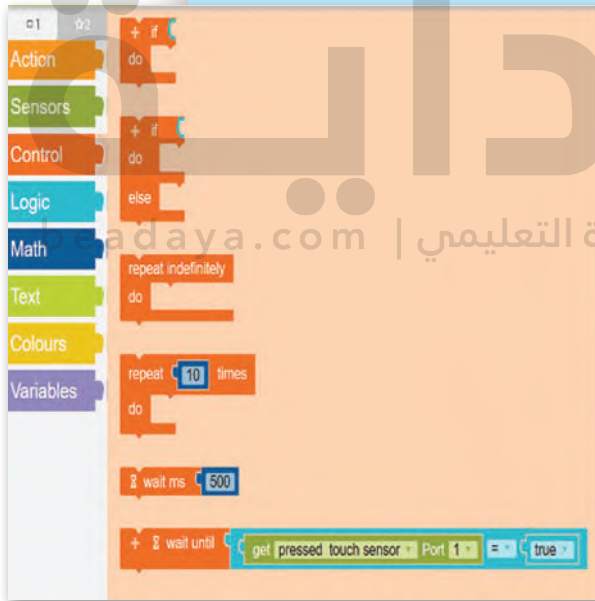 1 2
Action
Sensors
Control
Logic
Math
Text
Colours
Variables
+ if
do
+ if
do
else
repeat indefinitely
do
repeat 10 times
do
wait ms 500
+ wait until get pressed touch sensor Port 1 = true
beadaya.com | ة التعليمي
داية